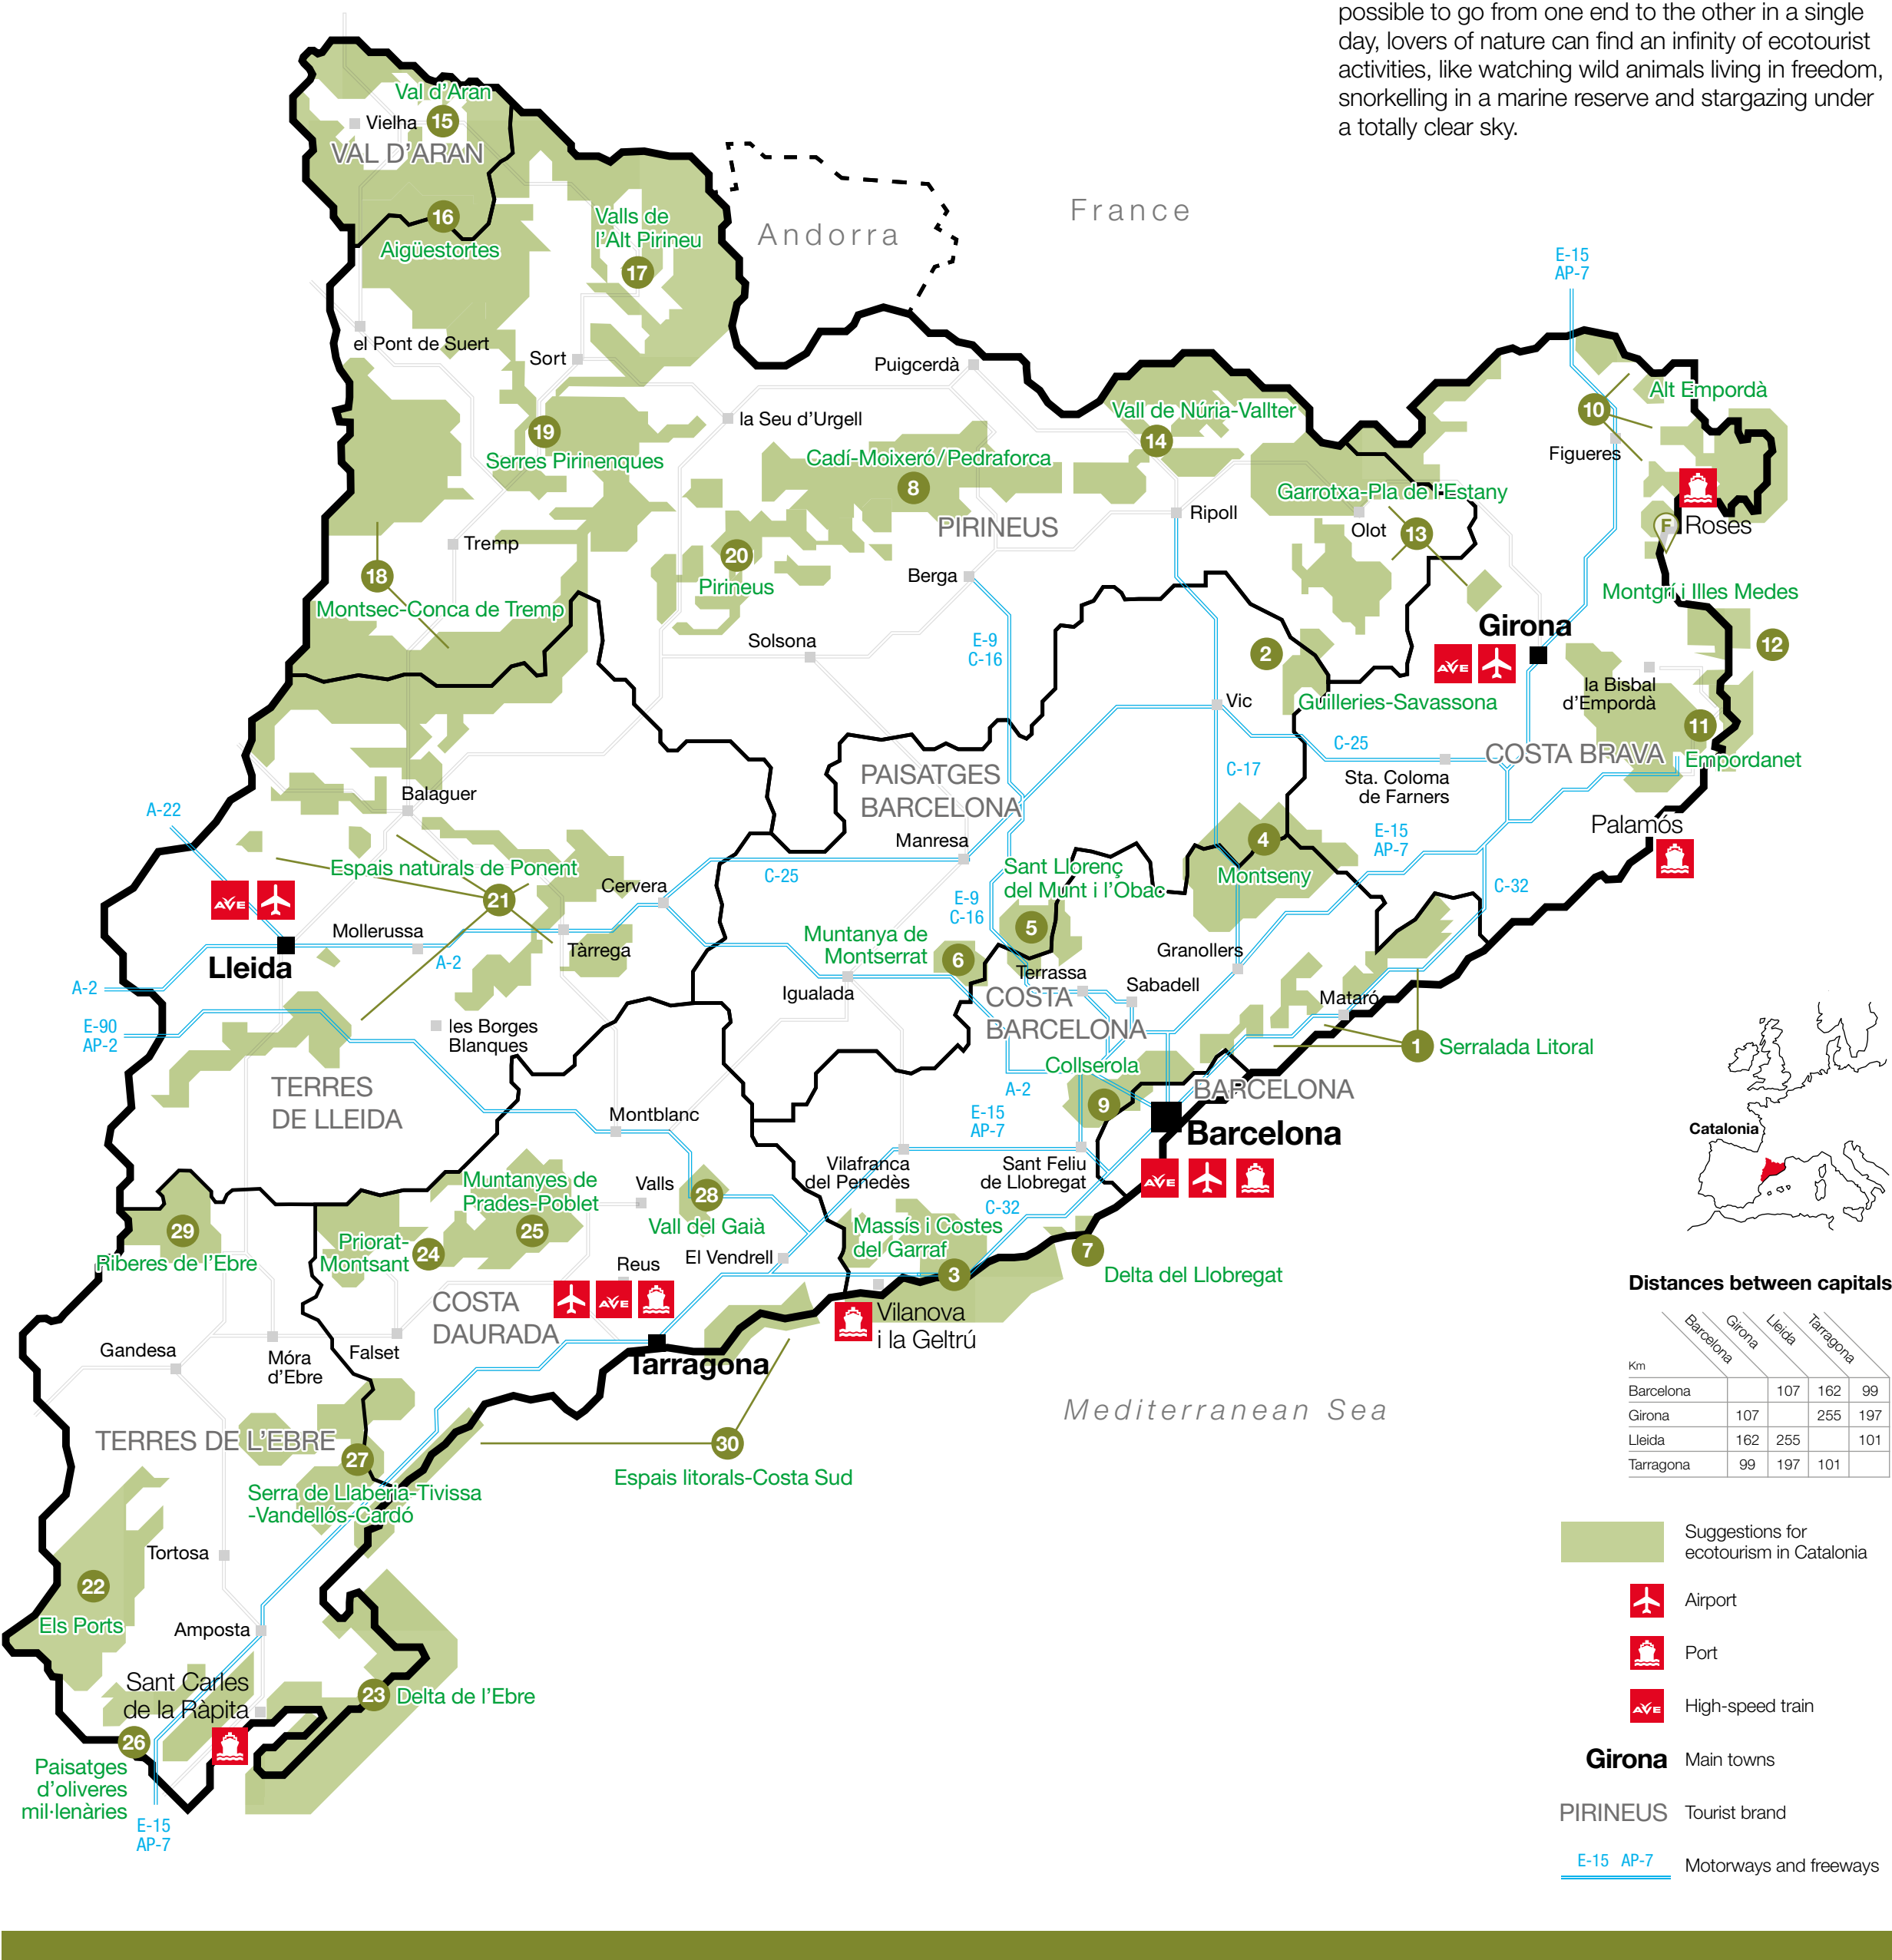 possible to go from one end to the other in a single
day, lovers of nature can find an infinity of ecotourist
activities, like watching wild animals living in freedom,
snorkelling in a marine reserve and stargazing under
a totally clear sky.
Val d'Aran
Vielha
15
VAL D'ARAN
16
Aigüestortes
Valls de
l'Alt Pirineu
17
Andorra
France
E-15
AP-7
el Pont de Suert
Sort
Puigcerdà
la Seu d'Urgell
Vall de Núria-Vallter
14
Alt Empordà
10
Figueres
19
Serres Pirinenques
Cadí-Moixeró/Pedraforca
8
PIRINEUS
Garrotxa-Pla de l'Estany
Olot
13
Ripoll
F
Roses
Tremp
18
Montsec-Conca de Tremp
20
Pirineus
Berga
Solsona
E-9
C-16
2
Guilleries-Savassona
Vic
Girona
AVE
Montgrí i Illes Medes
12
la Bisbal
d'Empordà
11
Empordanet
COSTA BRAVA
C-25
Sta. Coloma
de Farners
C-17
PAISATGES
BARCELONA
Manresa
Balaguer
A-22
Espais naturals de Ponent
21
Cervera
C-25
Sant Llorenç
del Munt i l'Obac
5
E-9
C-16
4
Montseny
E-15
AP-7
Palamós
C-32
AVE
Lleida
Mollerussa
A-2
Tàrrega
A-2
E-90
AP-2
les Borges
Blanques
Muntanya de
Montserrat
6
Igualada
Terrassa
Sabadell
Granollers
COSTA
BARCELONA
Mataró
1
Serralada Litoral
Collserola
9
A-2
BARCELONA
Barcelona
AVE
TERRES
DE LLEIDA
Montblanc
E-15
AP-7
Vilafranca
del Penedès
Sant Feliu
de Llobregat
C-32
Catalonia
Muntanyes de
Prades-Poblet
25
Valls
28
Vall del Gaià
Massís i Costes
del Garraf
3
7
Delta del Llobregat
29
Riberes de l'Ebre
Priorat-
Montsant
24
El Vendrell
Reus
AVE
COSTA
DAURADA
Vilanova
i la Geltrú
Tarragona
Gandesa
Móra
d'Ebre
Falset
Mediterranean Sea
TERRES DE L'EBRE
27
Serra de Llaberia-Tivissa
-Vandellós-Cardó
30
Espais litorals-Costa Sud
Tortosa
22
Els Ports
Amposta
Sant Carles
de la Ràpita
23
Delta de l'Ebre
26
Paisatges
d'oliveres
mil·lenàries
E-15
AP-7
Distances between capitals
Km Barcelona Girona Lleida Tarragona
Barcelona 107 162 99
Girona 107 255 197
Lleida 162 255 101
Tarragona 99 197 101
Suggestions for
ecotourism in Catalonia
Airport
Port
AVE High-speed train
Girona Main towns
PIRINEUS Tourist brand
E-15 AP-7 Motorways and freeways